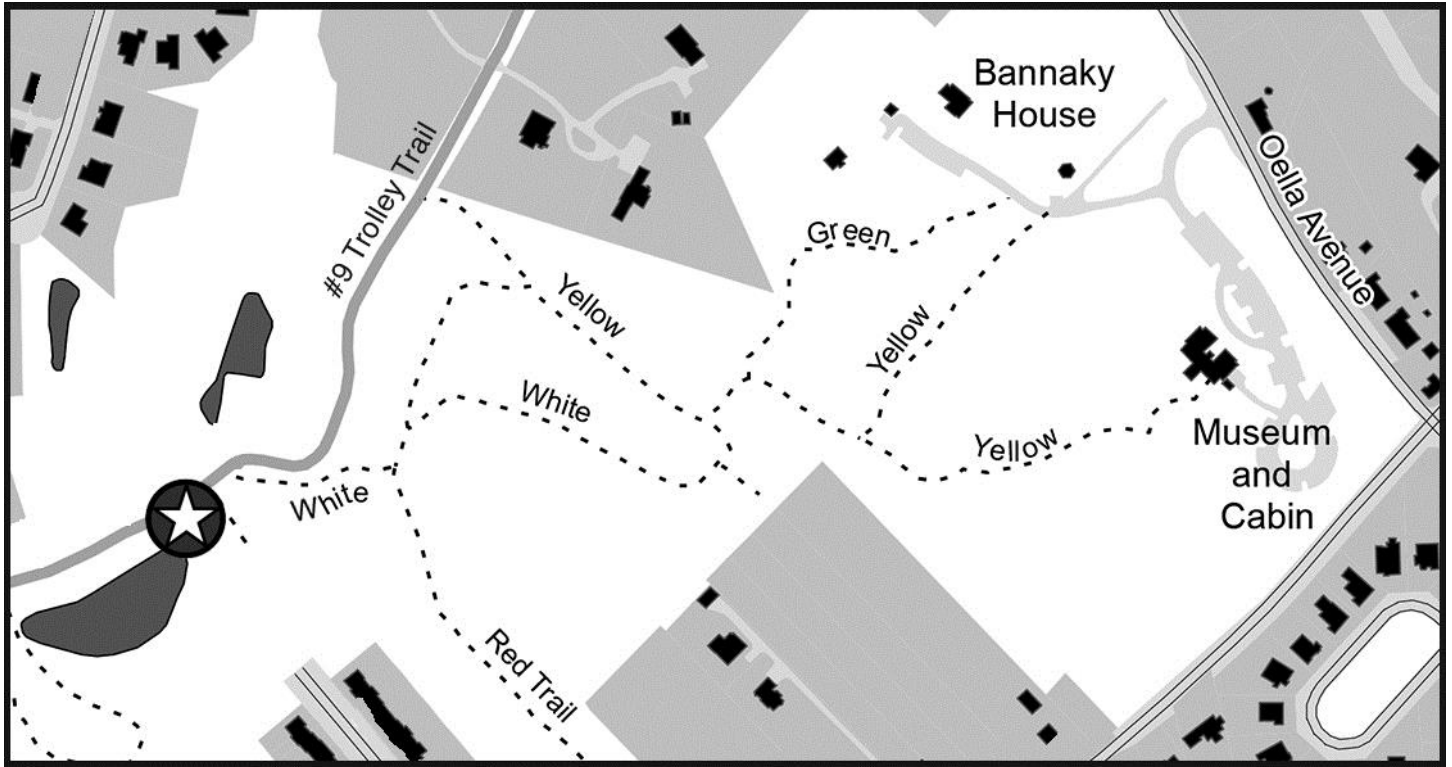 Bannaky
House
#9 Trolley Trail
Oella Avenue
Green
Yellow
Yellow
White
Yellow
Museum
and
Cabin
White
Red Trail